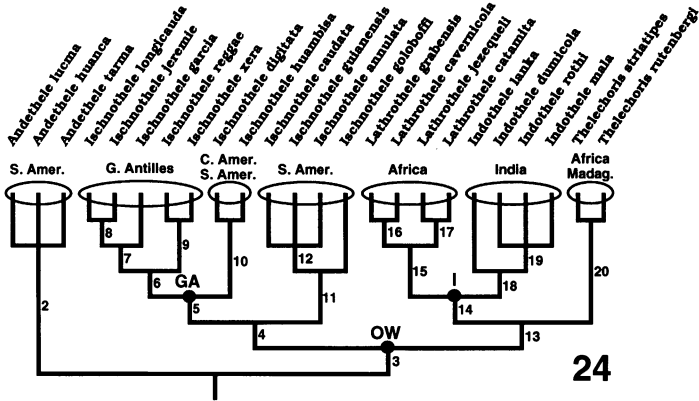 Andethele lucma
Andethele huanca
Andethele tarma
Ischnothele longicauda
Ischnothele jeremie
Ischnothele garcia
Ischnothele reggae
Ischnothele xera
Ischnothele digitata
Ischnothele huambisa
Ischnothele caudata
Ischnothele guianensis
Ischnothele annulata
Ischnothele goloboffi
Lathrothele grabensis
Lathrothele cavernicola
Lathrothele jezequeli
Lathrothele catamita
Indothele lanka
Indothele dumicola
Indothele rothi
Indothele mala
Thelechoris striatipes
Thelechoris rutenbergi
S. Amer.
G. Antilles
C. Amer.
S. Amer.
S. Amer.
Africa
India
Africa
Madag.
8
9
16
17
7
12
19
10
15
18
20
6
GA
11
I
2
5
14
4
OW
13
3
24